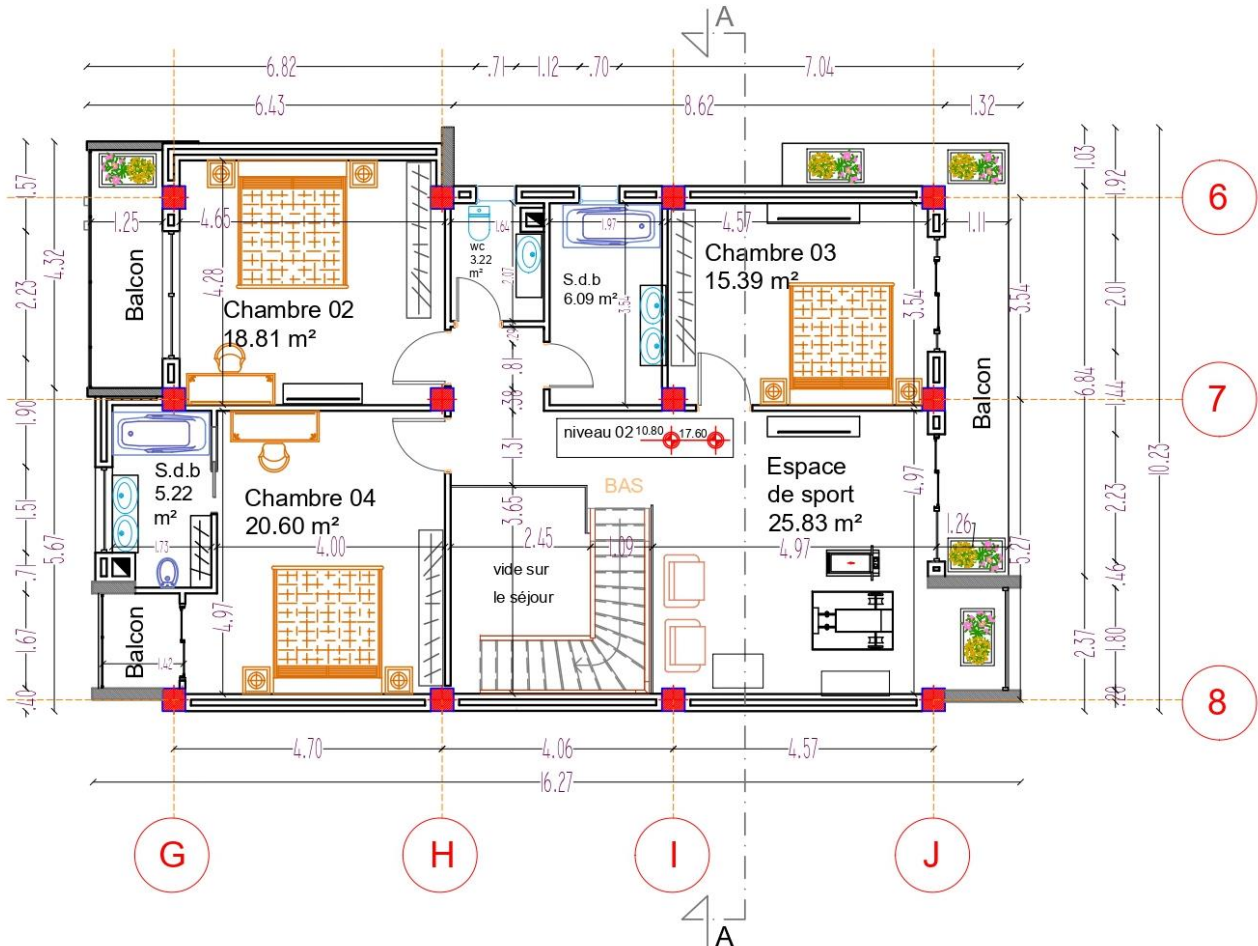 A
6.82
.71
1.12
.70
7.04
6.43
8.62
1.32
1.57
4.32
2.23
1.90
1.51
5.67
.71
1.67
.40
1.25
4.65
1.64
1.97
4.57
1.11
Balcon
4.28
Chambre 02
18.81 m²
wc
3.22
m²
2.07
S.d.b
6.09 m²
3.54
Chambre 03
15.39 m²
3.54
3.54
Balcon
1.03
1.92
2.01
6.84
1.44
10.23
2.23
5.27
.46
2.37
1.80
.20
6
7
8
.29
.81
.38
1.31
3.65
niveau 02
10.80
17.60
S.d.b
5.22
m²
Chambre 04
20.60 m²
BAS
Espace
de sport
25.83 m²
4.97
1.26
1.73
4.00
2.45
1.09
4.97
vide sur
le séjour
Balcon
1.42
4.97
4.70
4.06
4.57
16.27
G
H
I
J
A